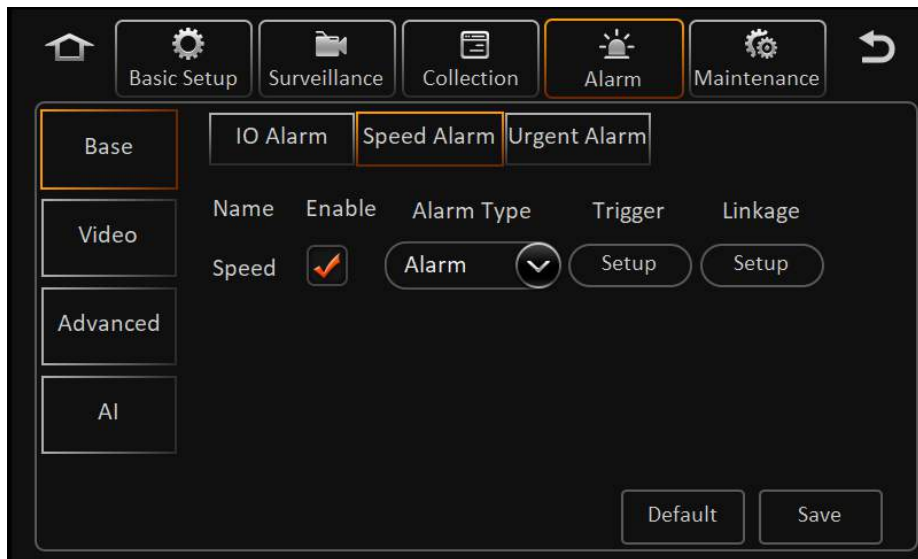 Basic Setup Surveillance Collection Alarm Maintenance
Base
Video
Advanced
AI
IO Alarm Speed Alarm Urgent Alarm
Name Enable Alarm Type Trigger Linkage
Speed Alarm Setup Setup
Default Save